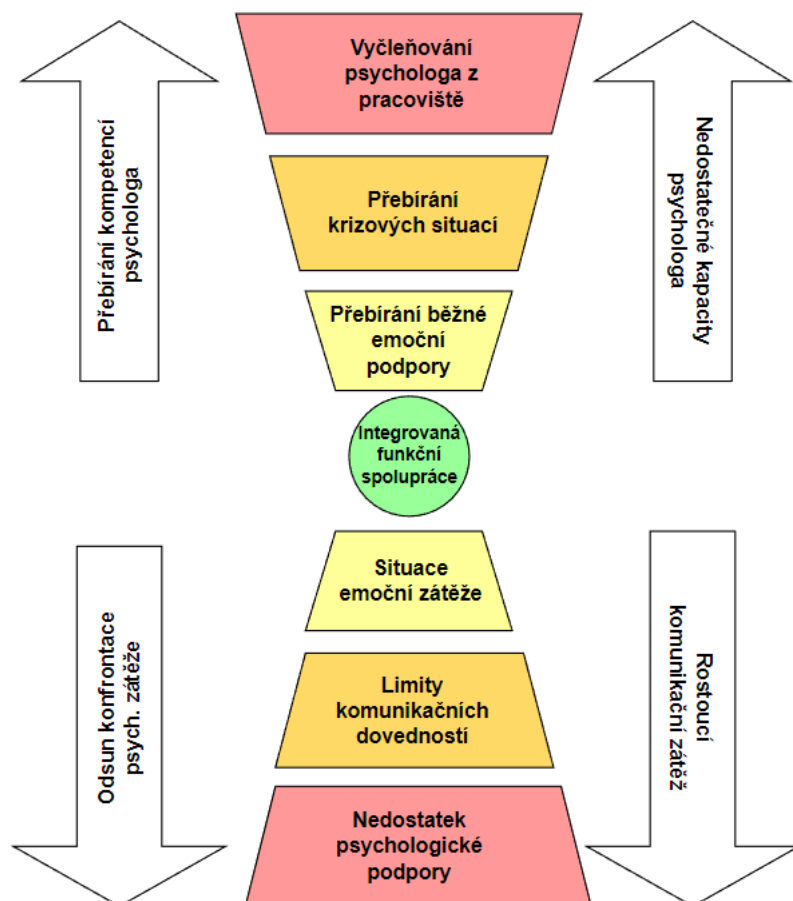 Vyčleňování
psychologa z
pracoviště
Přebírání kompetencí
psychologa
Nedostatečné kapacity
psychologa
Přebírání
krizových situací
Přebírání běžné
emoční
podpory
Integrovaná
funkční
spolupráce
Situace
emoční zátěže
Odsun konfrontace
psych. zátěže
Rostoucí
komunikační zátěž
Limity
komunikačních
dovedností
Nedostatek
psychologické
podpory